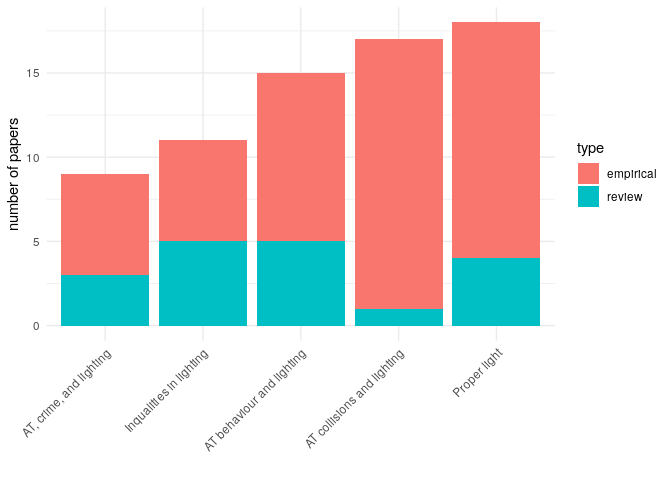 number of papers
15
10
5
0
AT, crime, and lighting
Inqualities in lighting
AT behaviour and lighting
AT collisions and lighting
Proper light
type
empirical
review